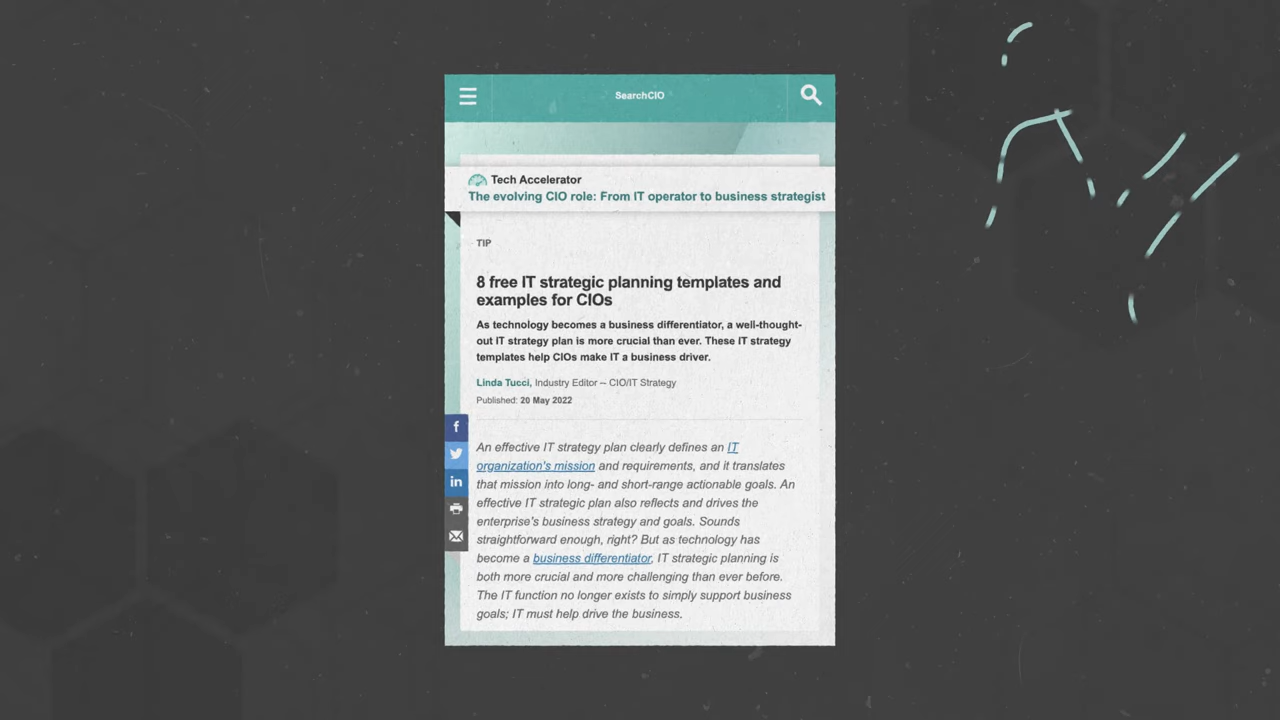 SearchCIO
Tech Accelerator
The evolving CIO role: From IT operator to business strategist
TIP
8 free IT strategic planning templates and
examples for CIOs
As technology becomes a business differentiator, a well-thought-
out IT strategy plan is more crucial than ever. These IT strategy
templates help CIOs make IT a business driver.
Linda Tucci, Industry Editor -- CIO/IT Strategy
Published: 20 May 2022
f
in
An effective IT strategy plan clearly defines an IT
organization's mission and requirements, and it translates
that mission into long- and short-range actionable goals. An
effective IT strategic plan also reflects and drives the
enterprise's business strategy and goals. Sounds
straightforward enough, right? But as technology has
become a business differentiator, IT strategic planning is
both more crucial and more challenging than ever before.
The IT function no longer exists to simply support business
goals; IT must help drive the business.